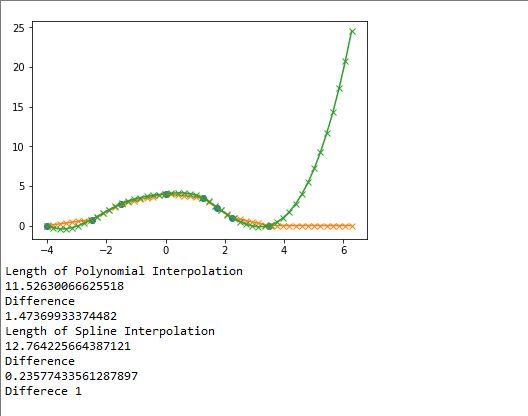 25
20
15
10
5
0
−4 −2 0 2 4 6
Length of Polynomial Interpolation
11.52630066625518
Difference
1.47369933374482
Length of Spline Interpolation
12.764225664387121
Difference
0.23577433561287897
Differece 1